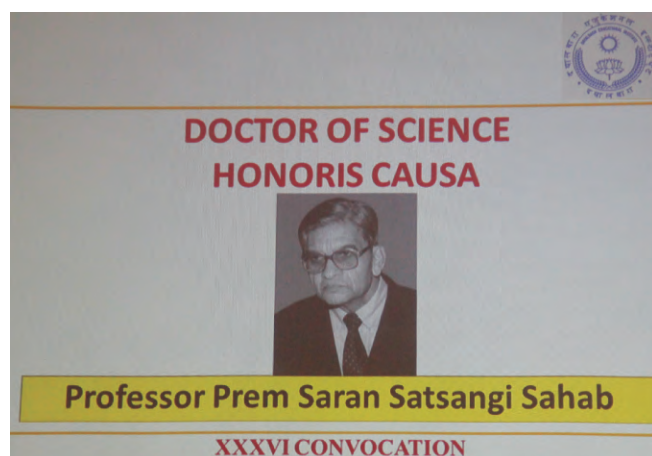 DOCTOR OF SCIENCE
HONORIS CAUSA
Professor Prem Saran Satsangi Sahab
XXXVI CONVOCATION